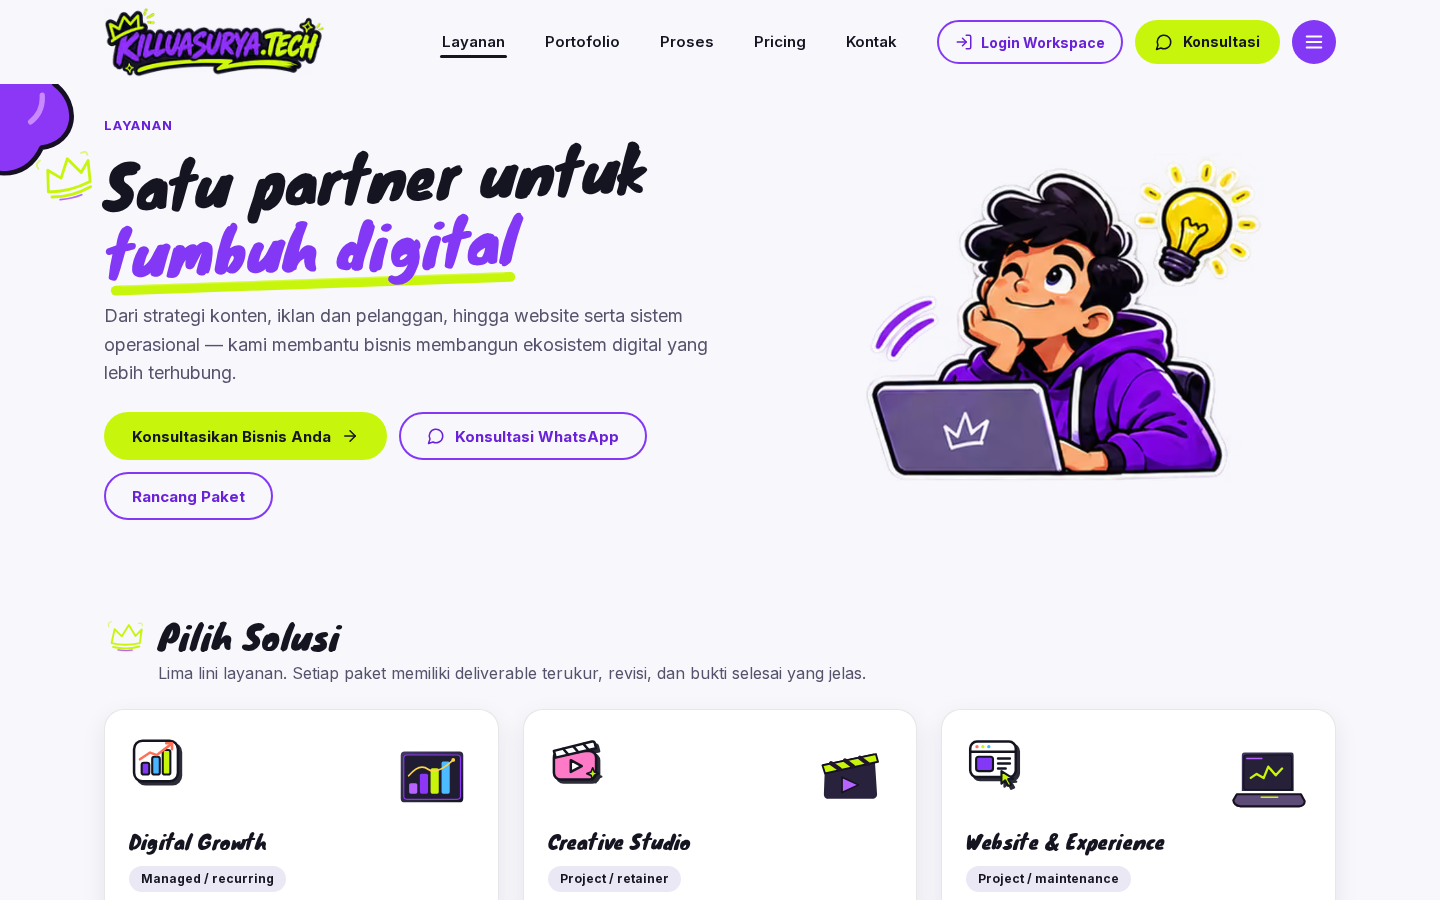 KILLUASURYA.TECH
Layanan
Portofolio
Proses
Pricing
Kontak
Login Workspace
Konsultasi
LAYANAN
Satu partner untuk
tumbuh digital
Dari strategi konten, iklan dan pelanggan, hingga website serta sistem
operasional — kami membantu bisnis membangun ekosistem digital yang
lebih terhubung.
Konsultasikan Bisnis Anda
Konsultasi WhatsApp
Rancang Paket
Pilih Solusi
Lima lini layanan. Setiap paket memiliki deliverable terukur, revisi, dan bukti selesai yang jelas.
Digital Growth
Managed / recurring
Creative Studio
Project / retainer
Website & Experience
Project / maintenance